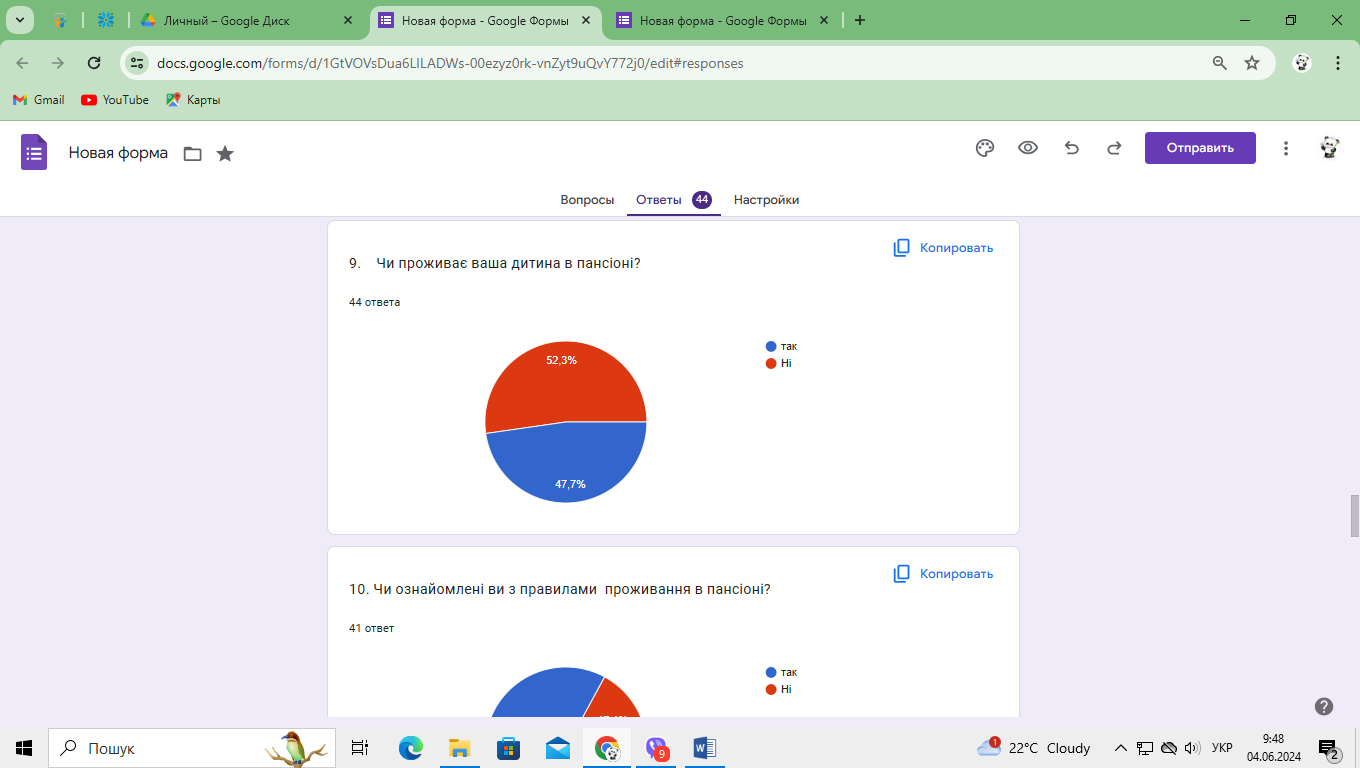 Личный – Google Диск
Новая форма - Google Формы
Новая форма - Google Формы
docs.google.com/forms/d/1GtVOVsDua6LILADWs-00ezyz0rk-vnZyt9uQvY772j0/edit#responses
Gmail
YouTube
Карты
Новая форма
Отправить
Вопросы
Ответы 44
Настройки
Копировать
9. Чи проживає ваша дитина в пансіоні?
44 ответа
так
Ні
52,3%
47,7%
Копировать
10. Чи ознайомлені ви з правилами проживання в пансіоні?
41 ответ
так
Ні
Пошук
9
1
22°C Cloudy
УКР
9:48
04.06.2024
2